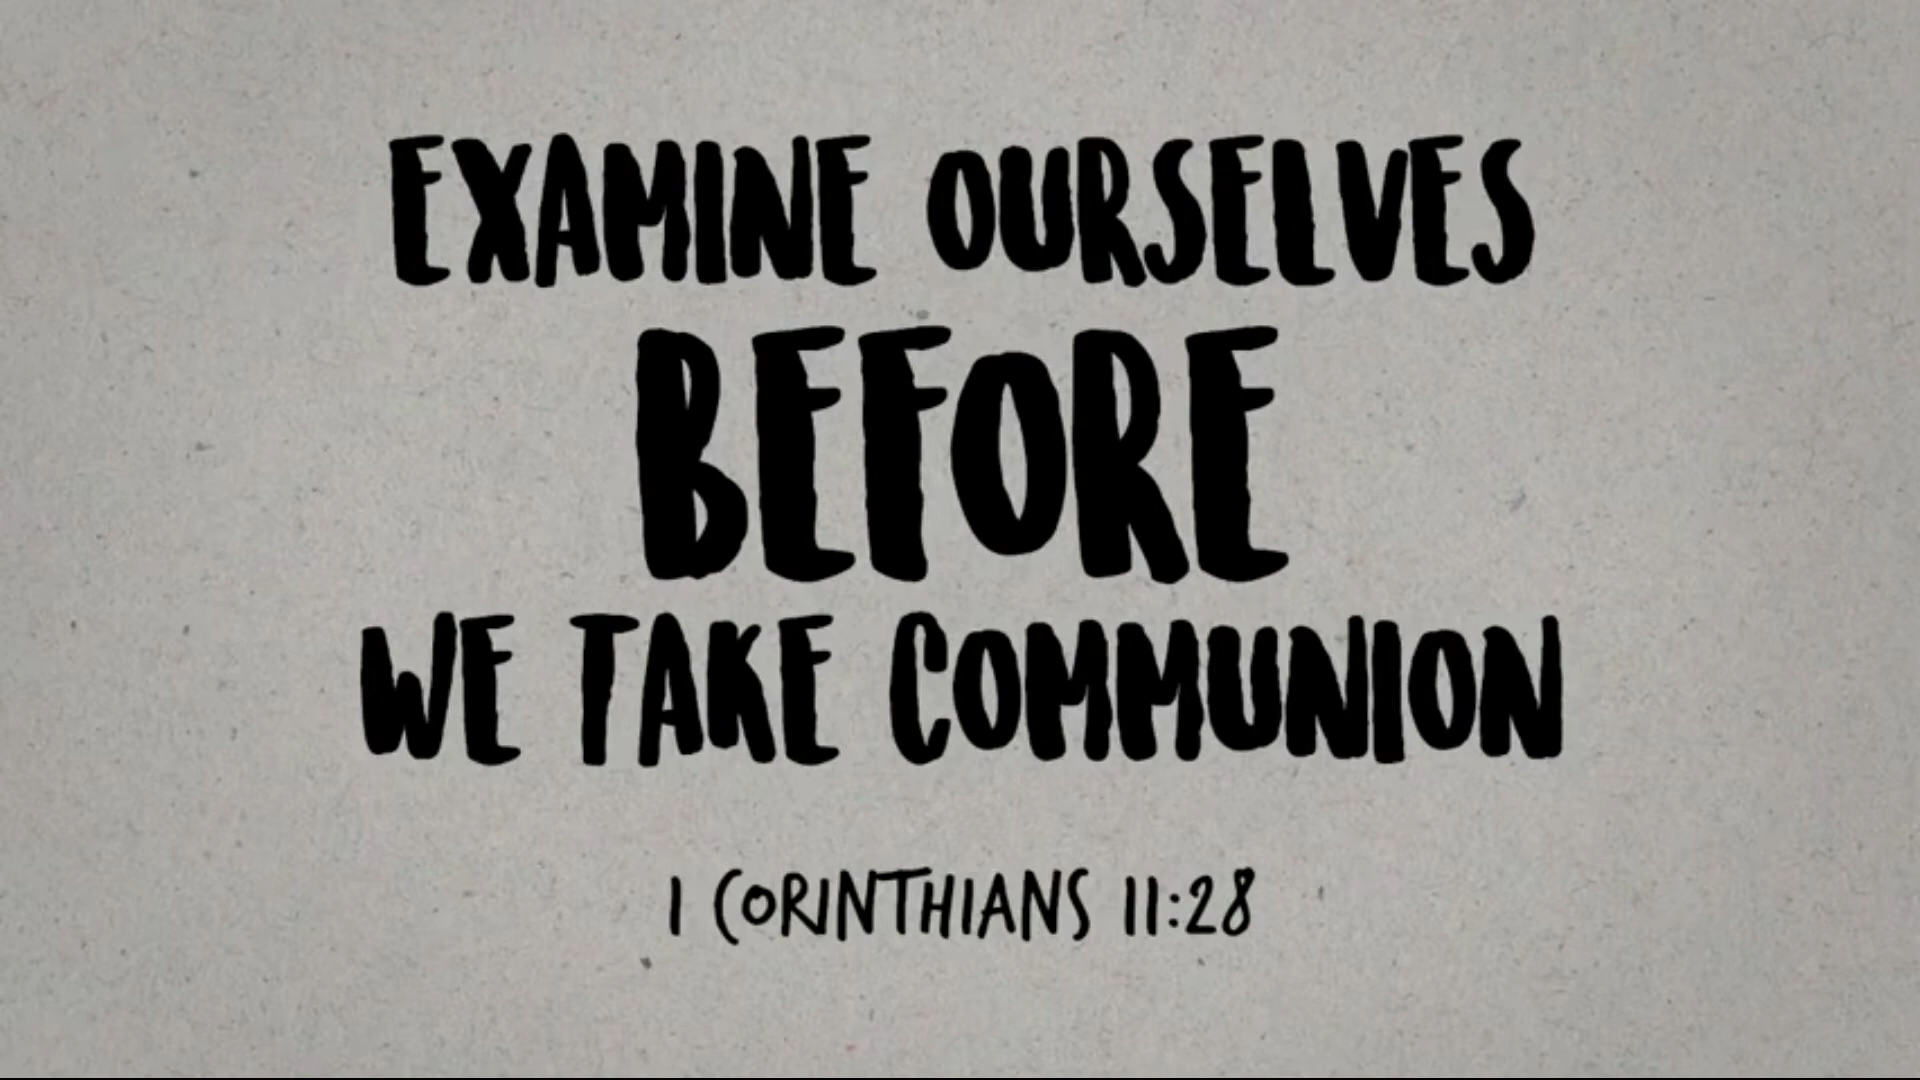 EXAMINE OURSELVES
BEFORE
WE TAKE COMMUNION
1 CORINTHIANS 11:28